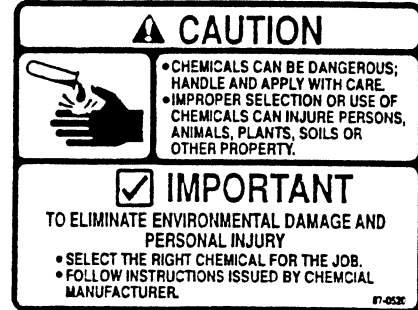 CAUTION
• CHEMICALS CAN BE DANGEROUS;
HANDLE AND APPLY WITH CARE.
• IMPROPER SELECTION OR USE OF
CHEMICALS CAN INJURE PERSONS,
ANIMALS, PLANTS, SOILS OR
OTHER PROPERTY.
IMPORTANT
TO ELIMINATE ENVIRONMENTAL DAMAGE AND
PERSONAL INJURY
• SELECT THE RIGHT CHEMICAL FOR THE JOB.
• FOLLOW INSTRUCTIONS ISSUED BY CHEMCIAL
MANUFACTURER.